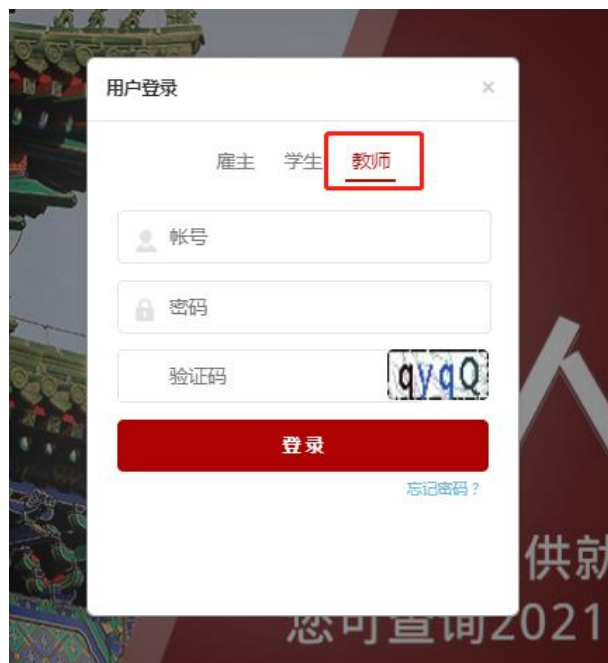 用户登录 ×
雇主 学生 教师
帐号
密码
验证码 qyqQ
登录
忘记密码？
人
供就
您可查询2021